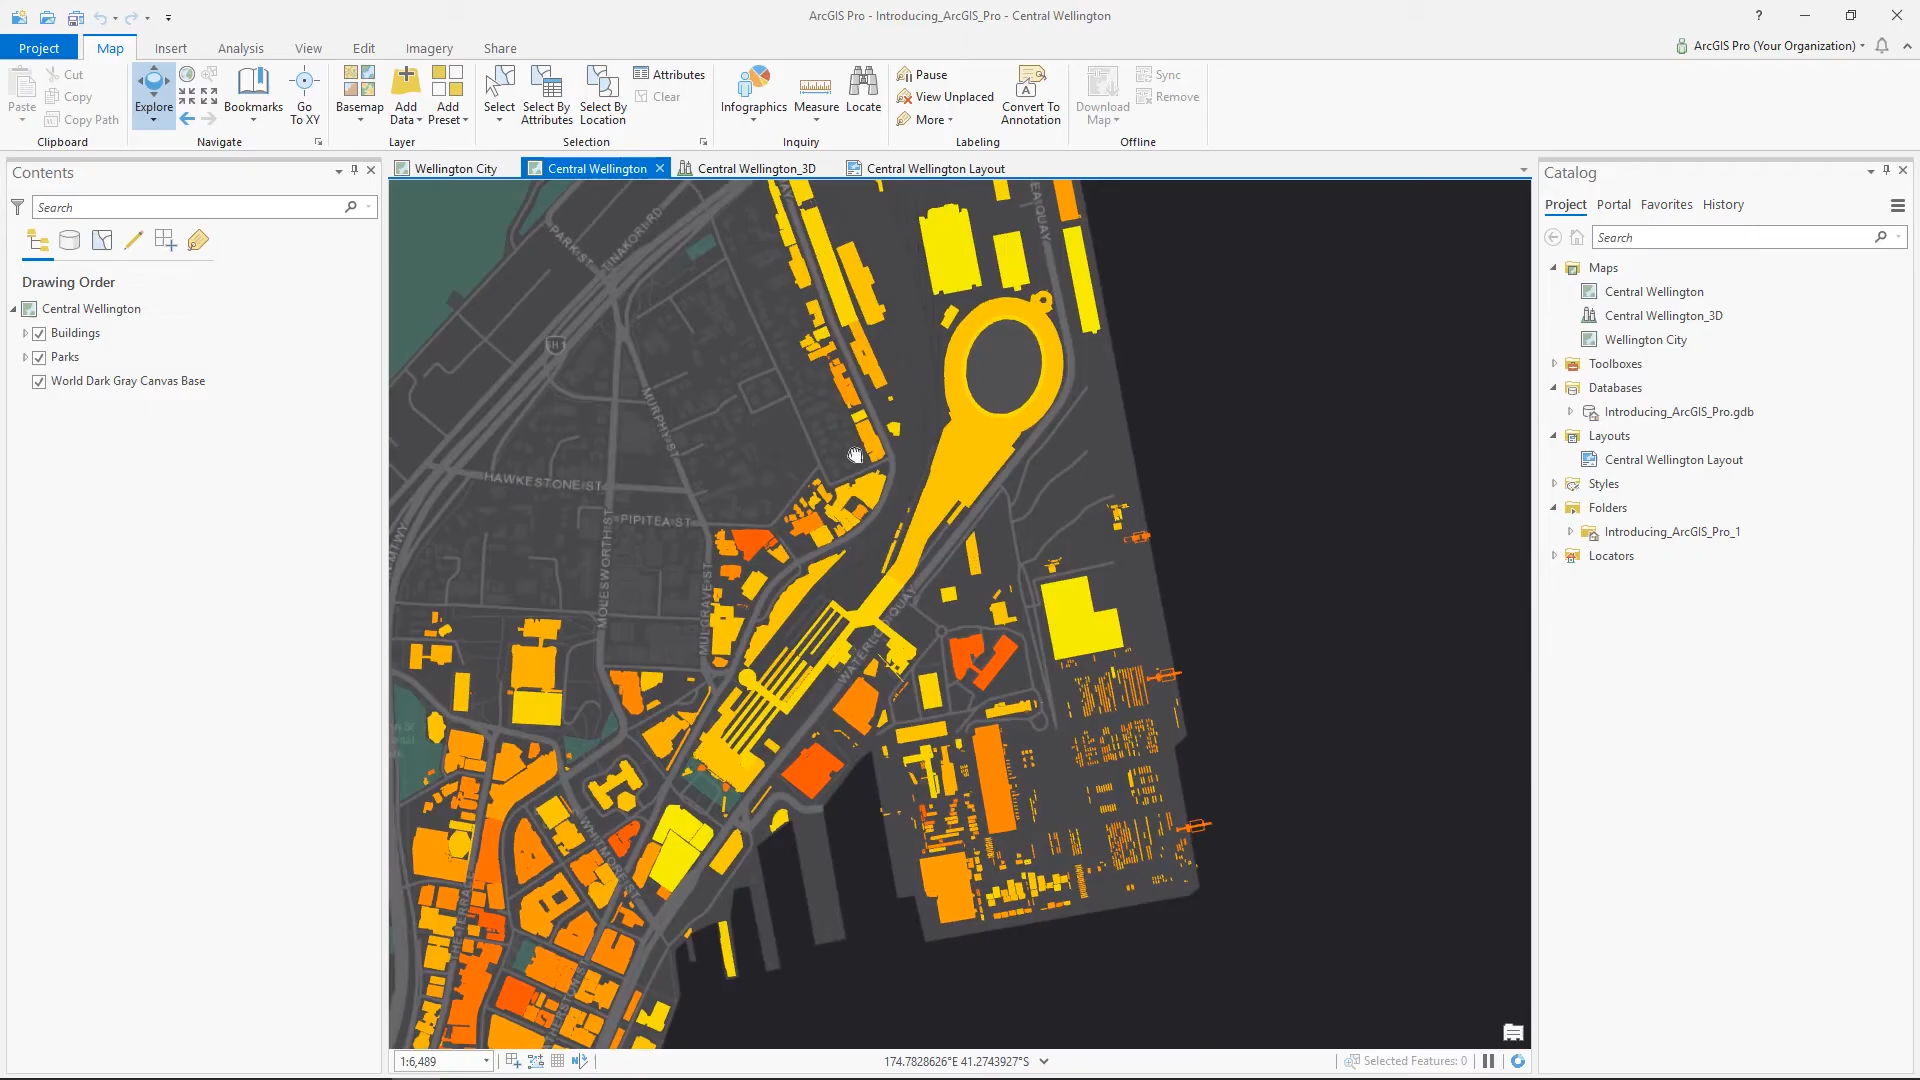 ArcGIS Pro - Introducing_ArcGIS_Pro - Central Wellington
?
Project
Map
Insert
Analysis
View
Edit
Imagery
Share
ArcGIS Pro (Your Organization)
Paste
Cut
Copy
Copy Path
Clipboard
Explore
Bookmarks
Go
To XY
Navigate
Basemap
Add
Data
Add
Preset
Layer
Select
Select By
Attributes
Select By
Location
Attributes
Clear
Selection
Infographics
Measure
Locate
Inquiry
Pause
View Unplaced
More
Convert To
Annotation
Labeling
Download
Map
Sync
Remove
Offline
Contents
Search
Drawing Order
Central Wellington
Buildings
Parks
World Dark Gray Canvas Base
Wellington City
Central Wellington
Central Wellington_3D
Central Wellington Layout
PARK ST
TINAKORI RD
SH 1
MURPHY ST
HAWKESTONE ST
PIPITEA ST
MOLESWORTH ST
MULGRAVE ST
WATERLOO QUAY
WHITMORE ST
THE TERRACE
1:6,489
174.7828626°E 41.2743927°S
Selected Features: 0
Catalog
Project
Portal
Favorites
History
Search
Maps
Central Wellington
Central Wellington_3D
Wellington City
Toolboxes
Databases
Introducing_ArcGIS_Pro.gdb
Layouts
Central Wellington Layout
Styles
Folders
Introducing_ArcGIS_Pro_1
Locators